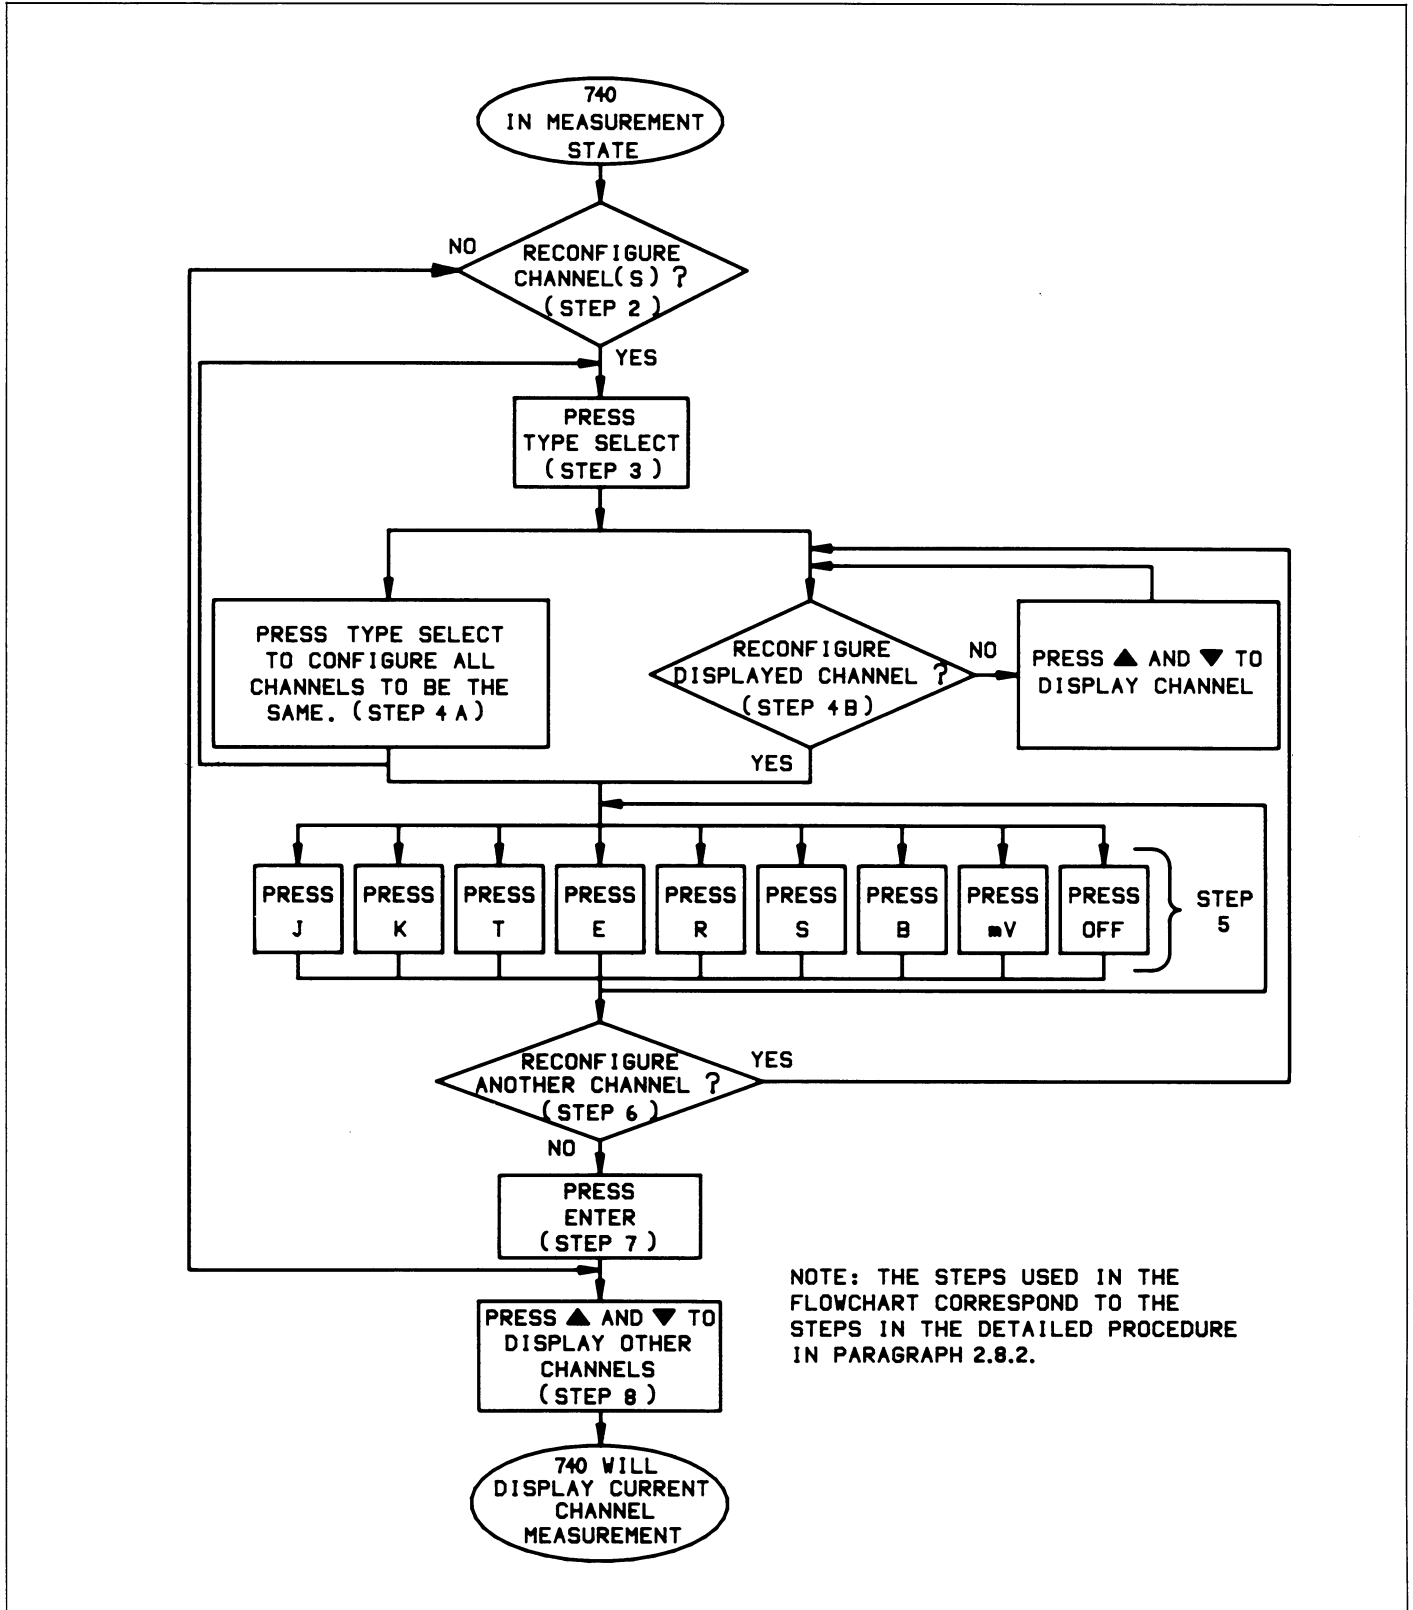 740
IN MEASUREMENT
STATE
NO
RECONFIGURE
CHANNEL(S) ?
(STEP 2)
YES
PRESS
TYPE SELECT
(STEP 3)
PRESS TYPE SELECT
TO CONFIGURE ALL
CHANNELS TO BE THE
SAME. (STEP 4A)
RECONFIGURE
DISPLAYED CHANNEL ?
(STEP 4B)
NO
PRESS ▲ AND ▼ TO
DISPLAY CHANNEL
YES
PRESS
J
PRESS
K
PRESS
T
PRESS
E
PRESS
R
PRESS
S
PRESS
B
PRESS
mV
PRESS
OFF
STEP
5
RECONFIGURE
ANOTHER CHANNEL ?
(STEP 6)
YES
NO
PRESS
ENTER
(STEP 7)
PRESS ▲ AND ▼ TO
DISPLAY OTHER
CHANNELS
(STEP 8)
NOTE: THE STEPS USED IN THE
FLOWCHART CORRESPOND TO THE
STEPS IN THE DETAILED PROCEDURE
IN PARAGRAPH 2.8.2.
740 WILL
DISPLAY CURRENT
CHANNEL
MEASUREMENT